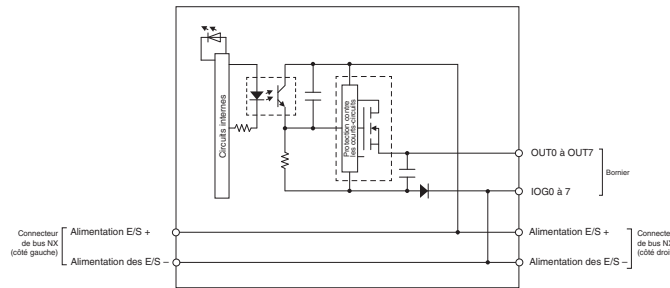 Circuits internes
Protection contre
les courts-circuits
OUT0 à OUT7
Bornier
IOG0 à 7
Connecteur
de bus NX
(côté gauche)
Alimentation E/S +
Alimentation des E/S –
Alimentation E/S +
Alimentation des E/S –
Connecte
de bus NX
(côté droi